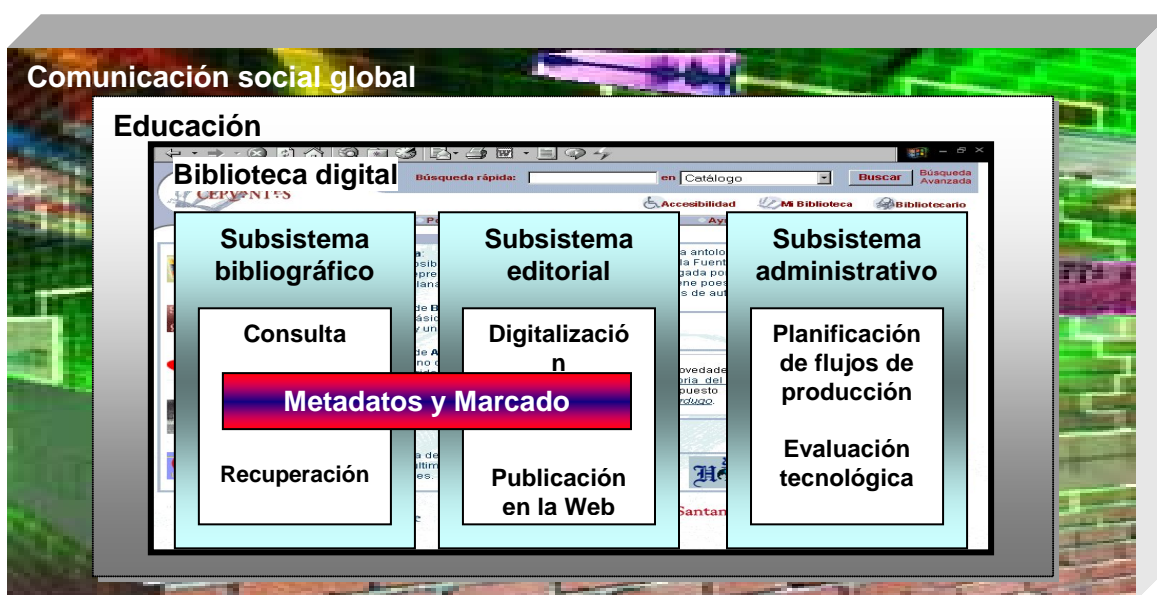 Comunicación social global
Educación
Biblioteca digital
Búsqueda rápida:
en Catálogo
Buscar
Búsqueda
Avanzada
Accesibilidad
Mi Biblioteca
Bibliotecario
Subsistema
bibliográfico
Consulta
Recuperación
Subsistema
editorial
Digitalizació
n
Publicación
en la Web
Metadatos y Marcado
Subsistema
administrativo
Planificación
de flujos de
producción
Evaluación
tecnológica